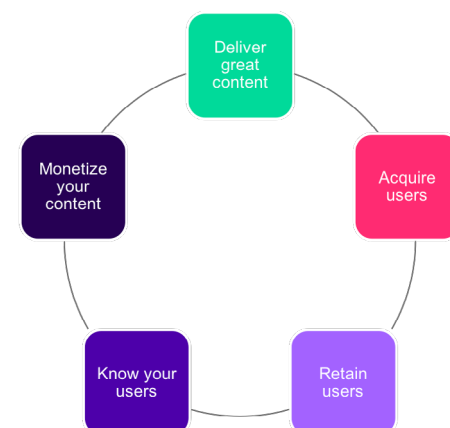 Deliver
great
content
Acquire
users
Retain
users
Know your
users
Monetize
your
content